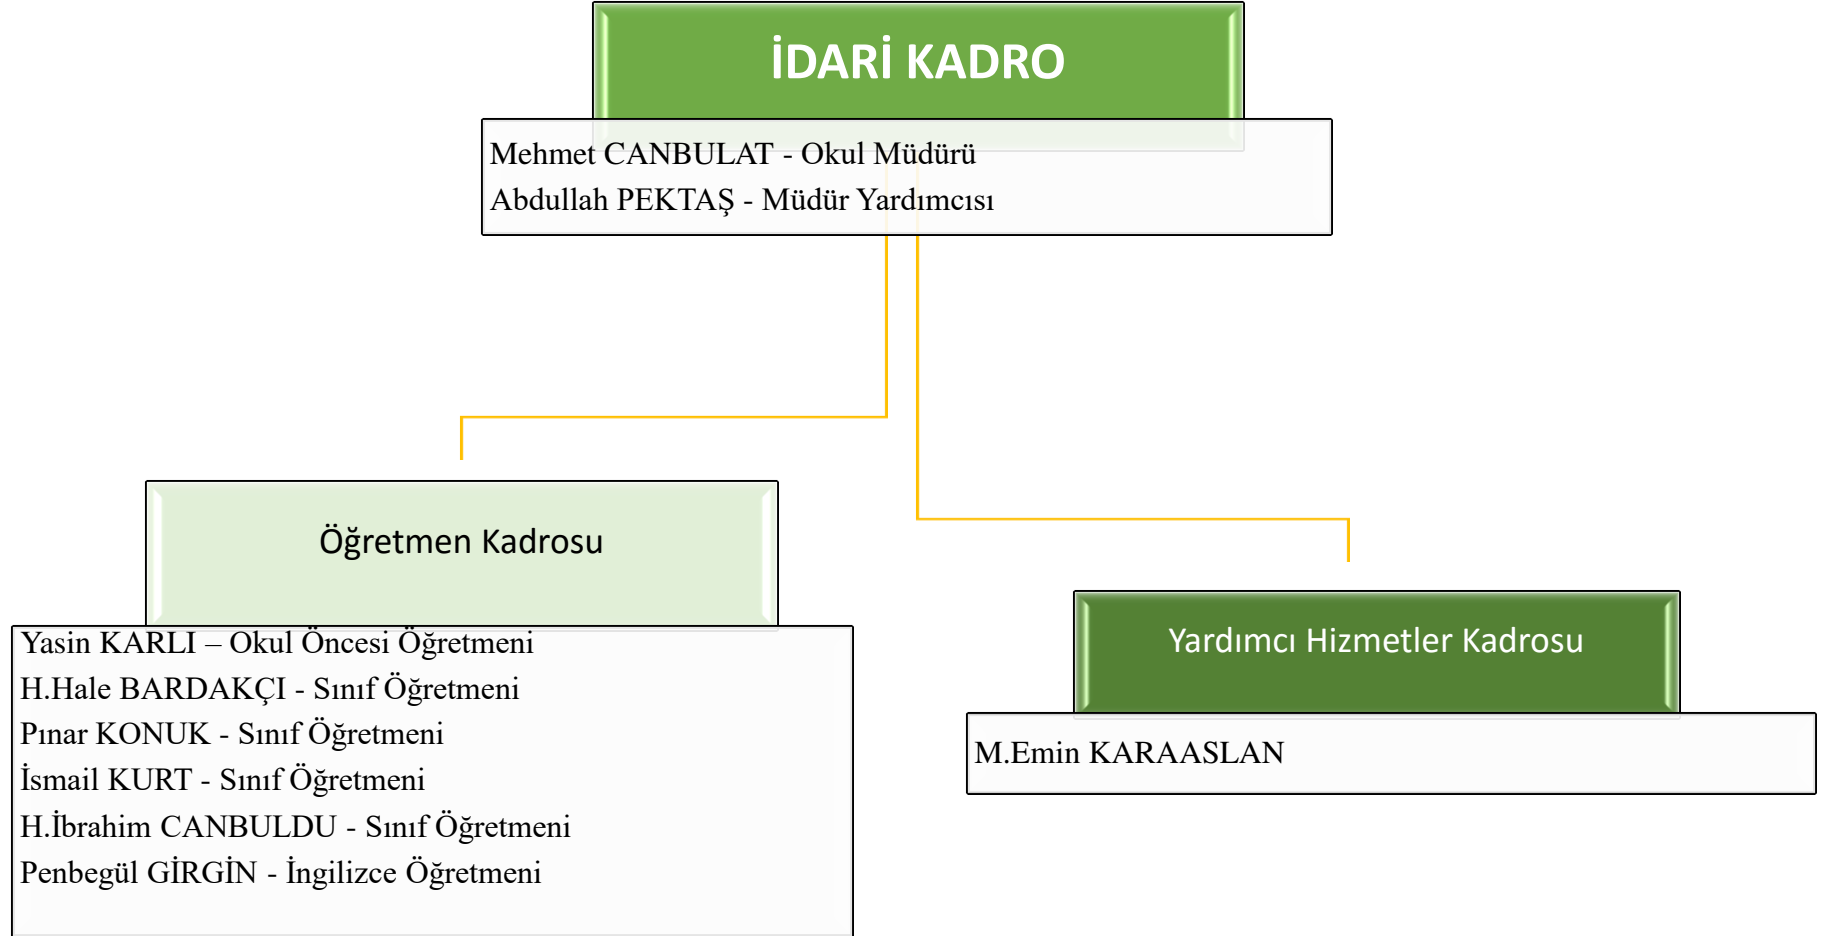 İDARİ KADRO
Mehmet CANBULAT - Okul Müdürü
Abdullah PEKTAŞ - Müdür Yardımcısı
Öğretmen Kadrosu
Yasin KARLI – Okul Öncesi Öğretmeni
H.Hale BARDAKÇI - Sınıf Öğretmeni
Pınar KONUK - Sınıf Öğretmeni
İsmail KURT - Sınıf Öğretmeni
H.İbrahim CANBULDU - Sınıf Öğretmeni
Penbegül GİRGİN - İngilizce Öğretmeni
Yardımcı Hizmetler Kadrosu
M.Emin KARAASLAN